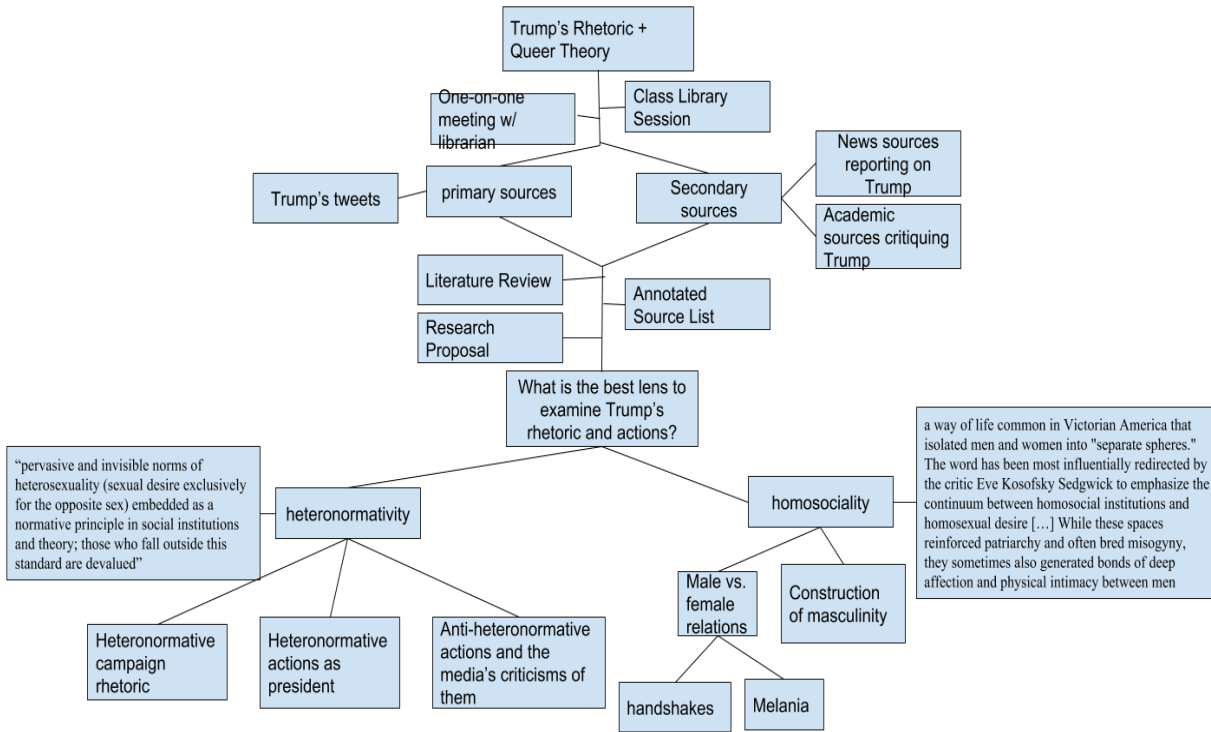 Trump's Rhetoric +
Queer Theory
One-on-one
meeting w/
librarian
Class Library
Session
News sources
reporting on
Trump
Trump's tweets
primary sources
Secondary
sources
Academic
sources critiquing
Trump
Literature Review
Annotated
Source List
Research
Proposal
What is the best lens to
examine Trump's
rhetoric and actions?
“pervasive and invisible norms of
heterosexuality (sexual desire exclusively
for the opposite sex) embedded as a
normative principle in social institutions
and theory; those who fall outside this
standard are devalued”
heteronormativity
homosociality
a way of life common in Victorian America that
isolated men and women into "separate spheres."
The word has been most influentially redirected by
the critic Eve Kosofsky Sedgwick to emphasize the
continuum between homosocial institutions and
homosexual desire […] While these spaces
reinforced patriarchy and often bred misogyny,
they sometimes also generated bonds of deep
affection and physical intimacy between men
Heteronormative
campaign
rhetoric
Heteronormative
actions as
president
Anti-heteronormative
actions and the
media's criticisms of
them
Male vs.
female
relations
Construction
of masculinity
handshakes
Melania